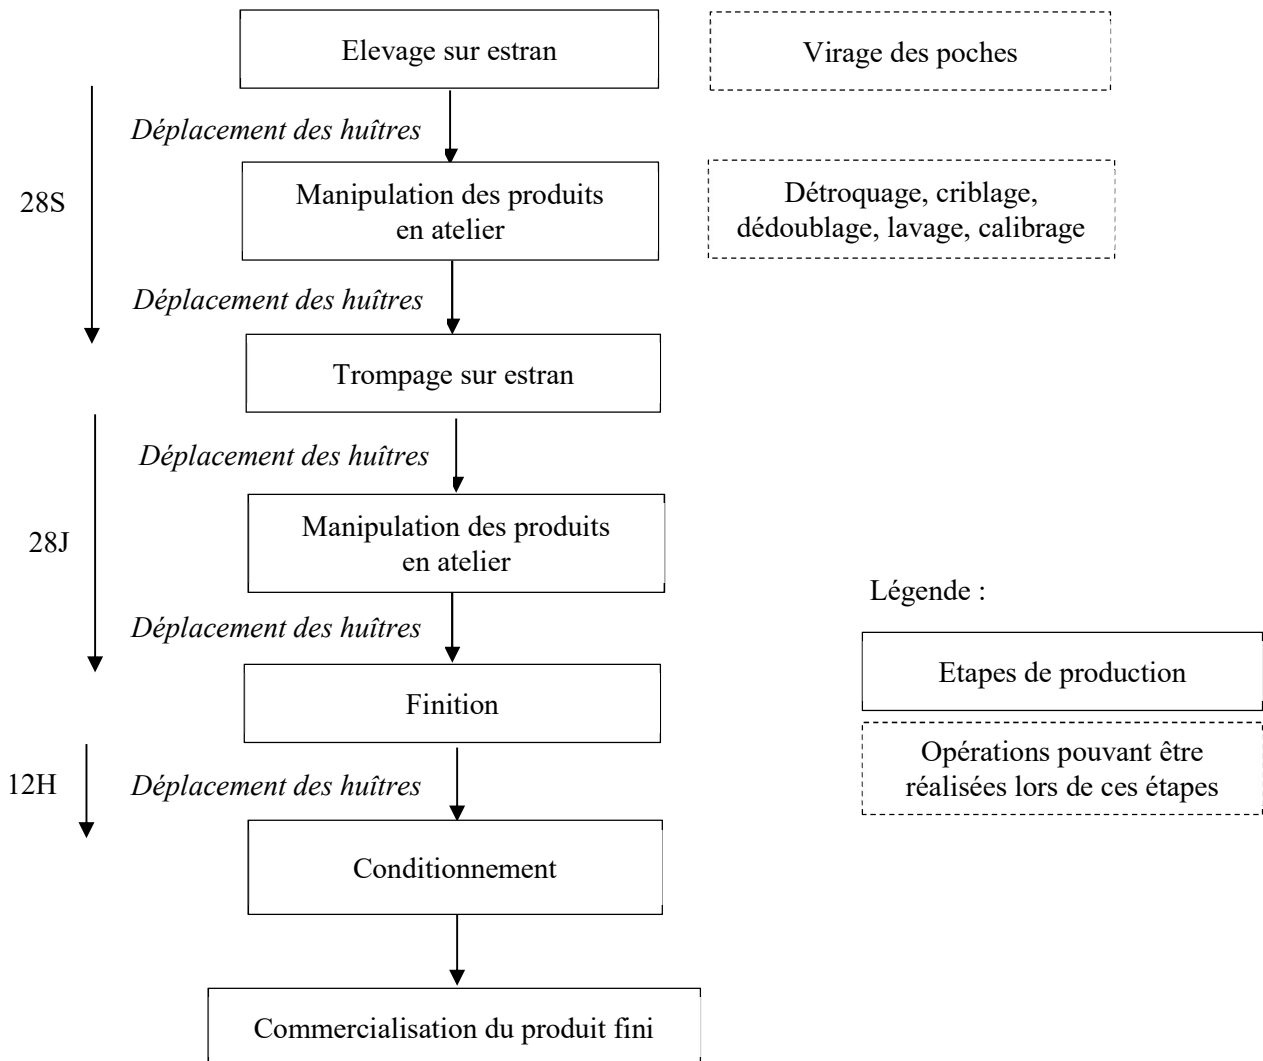 Elevage sur estran
Virage des poches
Déplacement des huîtres
28S
Manipulation des produits
en atelier
Détroquage, criblage,
dédoublage, lavage, calibrage
Déplacement des huîtres
Trompage sur estran
Déplacement des huîtres
28J
Manipulation des produits
en atelier
Légende :
Déplacement des huîtres
Etapes de production
Finition
Opérations pouvant être
réalisées lors de ces étapes
12H
Déplacement des huîtres
Conditionnement
Commercialisation du produit fini